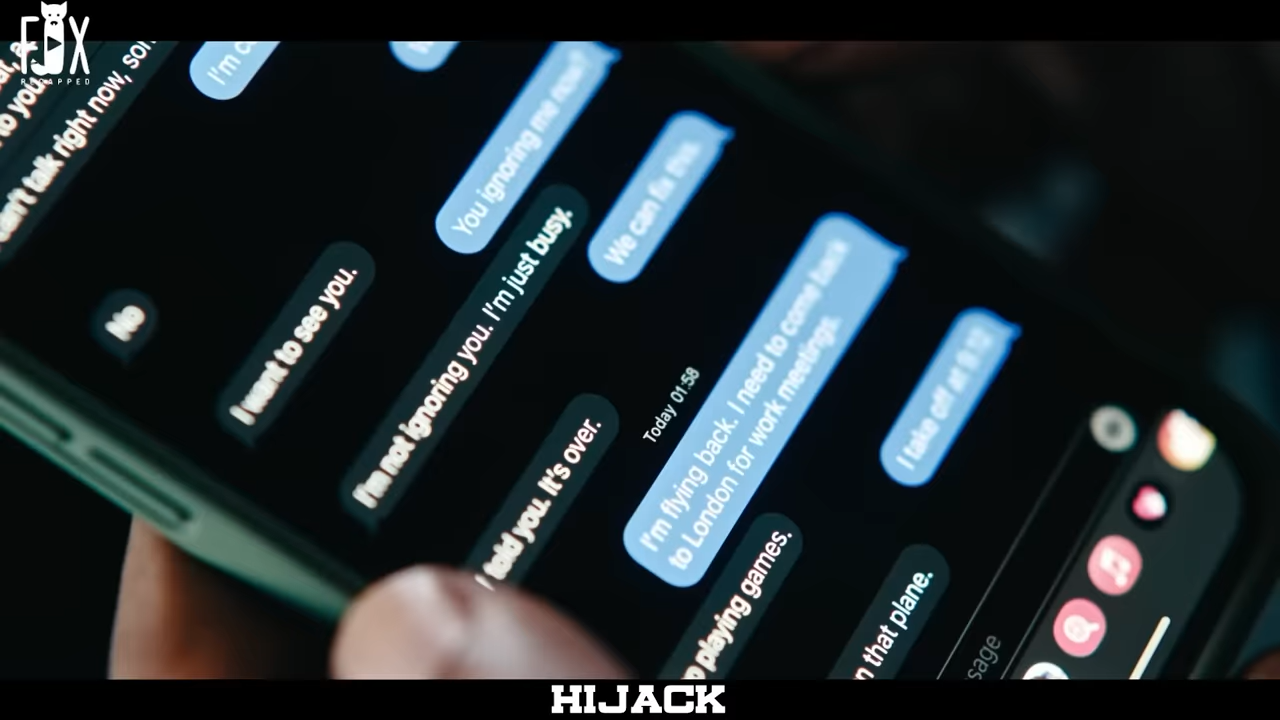 FOX
RECAPPED
to you.
can't talk right now,
I'm
No
I want to see you.
You ignoring me now?
I'm not ignoring you. I'm just busy.
We can fix this.
told you. It's over.
Today 01:58
I'm flying back. I need to come back
to London for work meetings.
playing games.
I take off at
that plane.
HIJACK